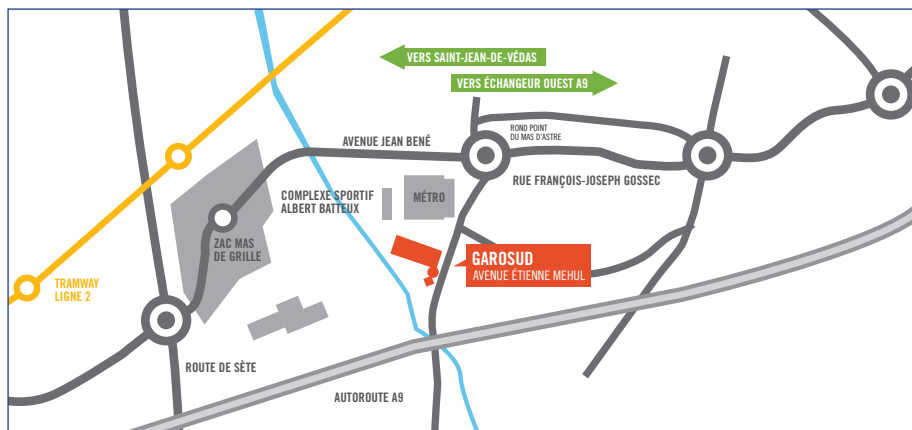 VERS SAINT-JEAN-DE-VÉDAS
VERS ÉCHANGEUR OUEST A9
ROND POINT
DU MAS D'ASTRE
AVENUE JEAN BENÉ
RUE FRANÇOIS-JOSEPH GOSSEC
COMPLEXE SPORTIF
ALBERT BATTEUX
MÉTRO
ZAC MAS
DE GRILLE
GAROSUD
AVENUE ÉTIENNE MEHUL
TRAMWAY
LIGNE 2
ROUTE DE SÈTE
AUTOROUTE A9